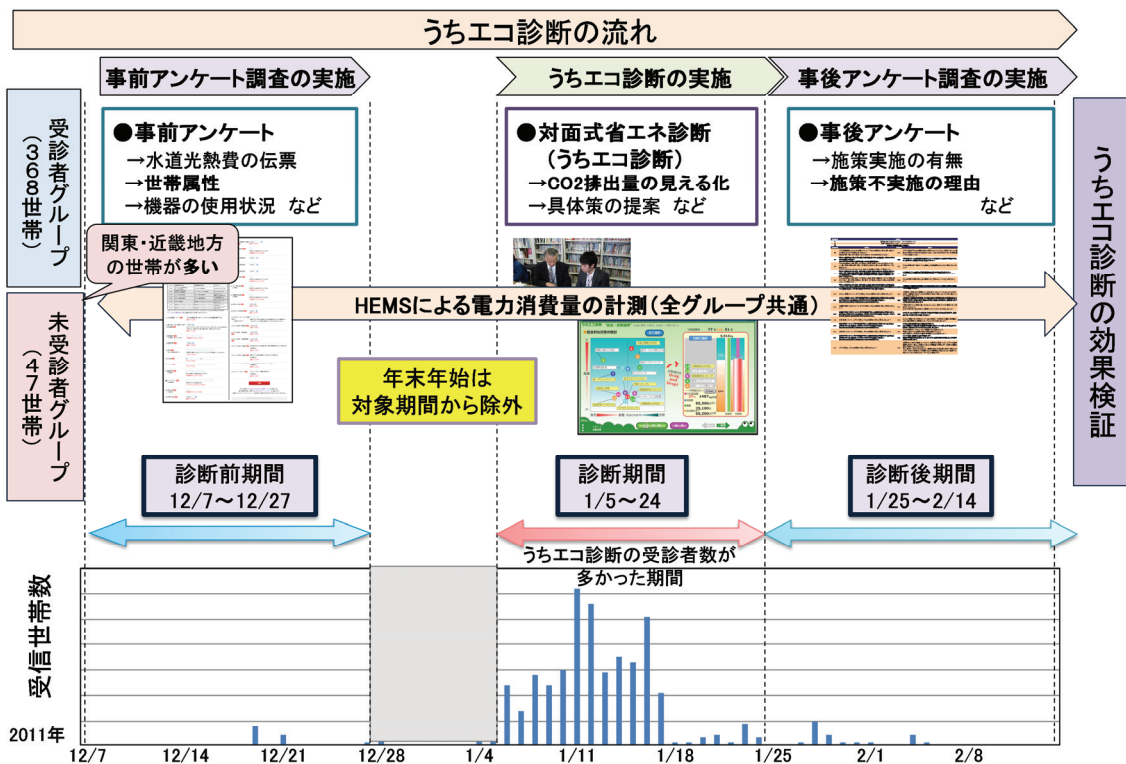 うちエコ診断の流れ
事前アンケート調査の実施
うちエコ診断の実施
事後アンケート調査の実施
受診者グループ
(368世帯)
●事前アンケート
→水道光熱費の伝票
→世帯属性
→機器の使用状況 など
●対面式省エネ診断
(うちエコ診断)
→CO2排出量の見える化
→具体策の提案 など
●事後アンケート
→施策実施の有無
→施策不実施の理由
など
うちエコ診断の効果検証
関東・近畿地方
の世帯が多い
HEMSによる電力消費量の計測(全グループ共通)
未受診者グループ
(47世帯)
年末年始は
対象期間から除外
診断前期間
12/7～12/27
診断期間
1/5～24
診断後期間
1/25～2/14
うちエコ診断の受診者数が
多かった期間
受信世帯数
2011年
12/7 12/14 12/21 12/28 1/4 1/11 1/18 1/25 2/1 2/8